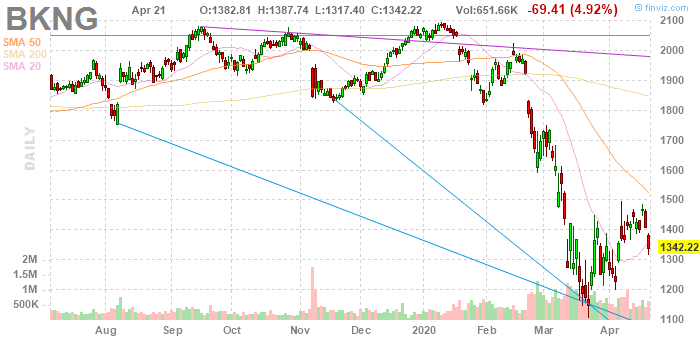 BKNG Apr 21 O:1382.81 H:1387.74 L:1317.40 C:1342.22 Vol:651.66K -69.41 (4.92%) © finviz.com
SMA 50
SMA 200
SMA 20
DAILY
2100
2000
1900
1800
1700
1600
1500
1400
1342.22
1300
1200
1100
2M
1.5M
1M
500K
Aug Sep Oct Nov Dec 2020 Feb Mar Apr